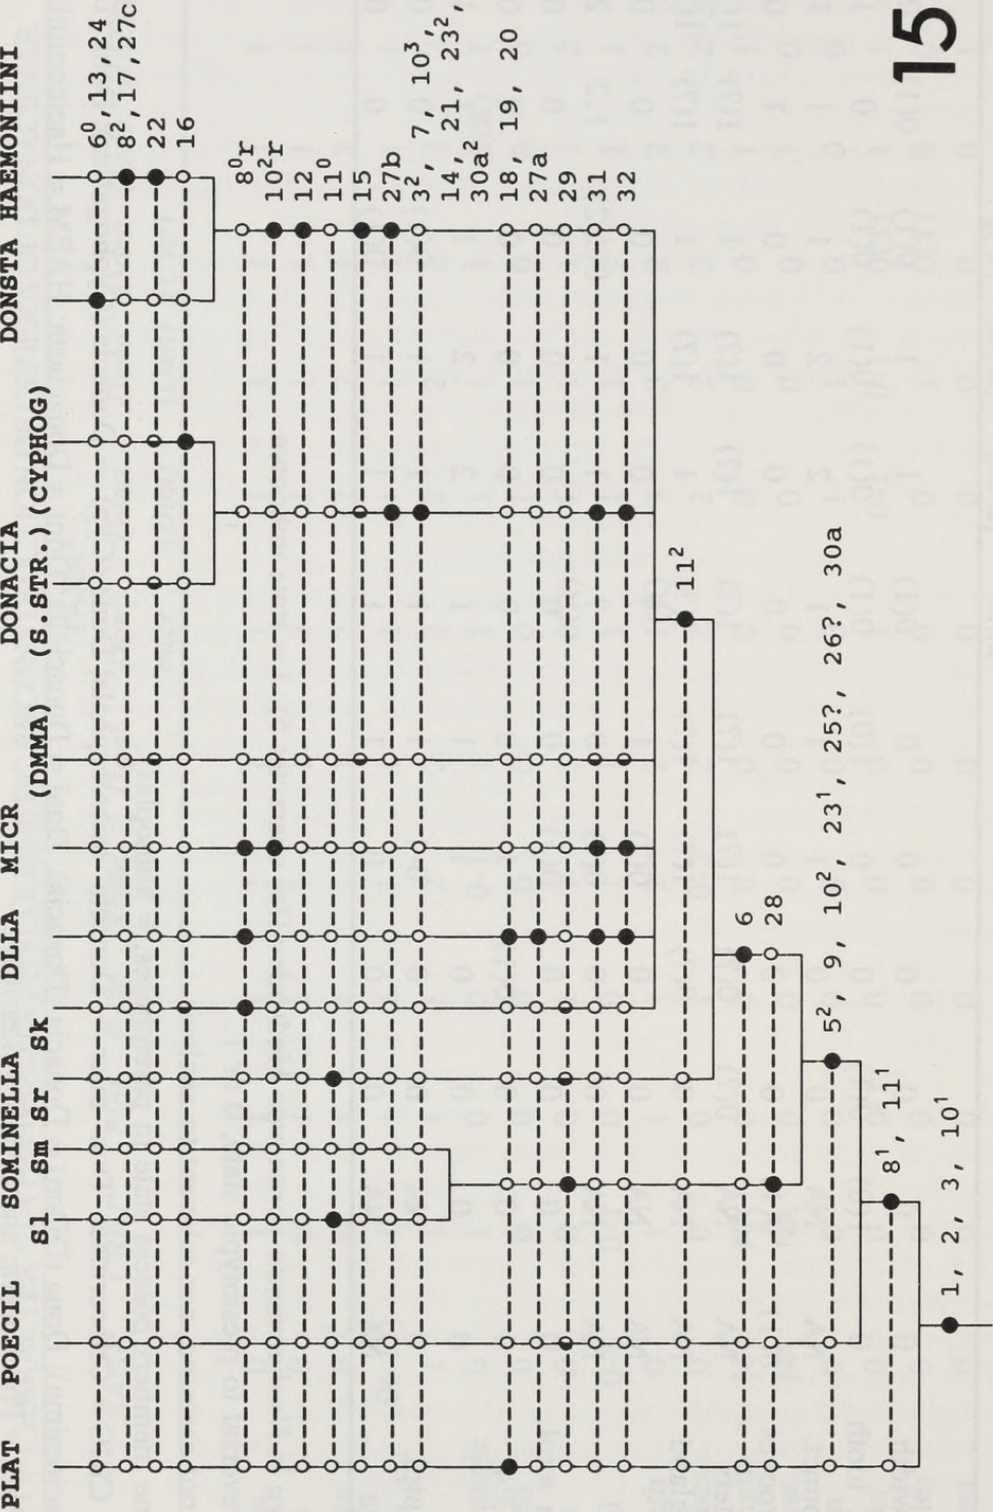 PLAT POECIL SOMINELLA DLLA MICR DONACIA DONSTA HAEMONIINI
Sl Sm Sr Sk (DMMA) (S.STR.) (CYPHOG)
6⁰,13,24
8²,17,27c
22
16
8⁰r
10²r
12
11⁰
15
27b
3², 7, 10³,
14, 21, 23²,
30a²
18, 19, 20
27a
29
31
32
11²
6
28
5², 9, 10², 23¹, 25?, 26?, 30a
8¹, 11¹
1, 2, 3, 10¹
15